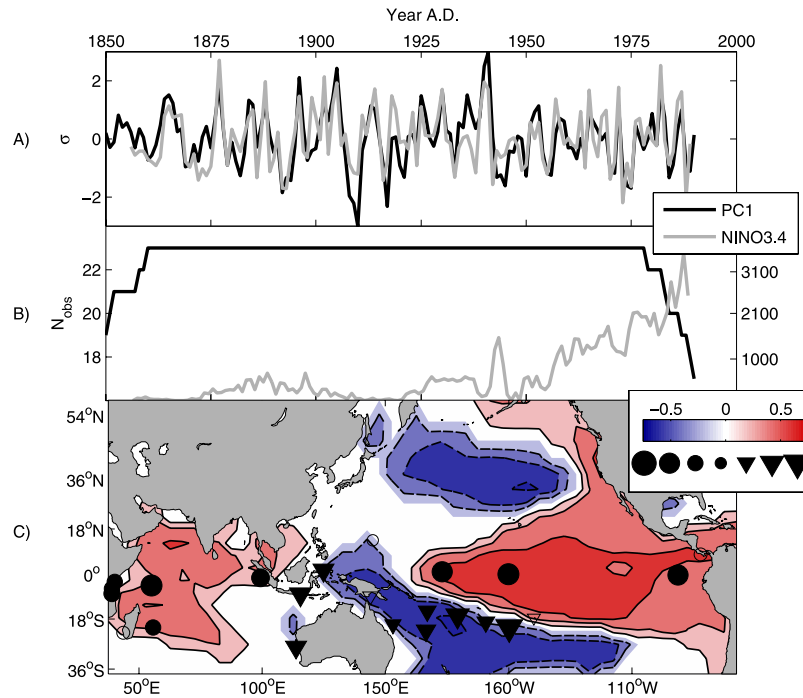 Year A.D.
1850 1875 1900 1925 1950 1975 2000
2
A) σ 0
−2
PC1
NINO3.4
22
3100
B) N_obs 20
2100
18
1000
54°N
−0.5 0 0.5
36°N
18°N
C) 0°
18°S
36°S
50°E 100°E 150°E 160°W 110°W